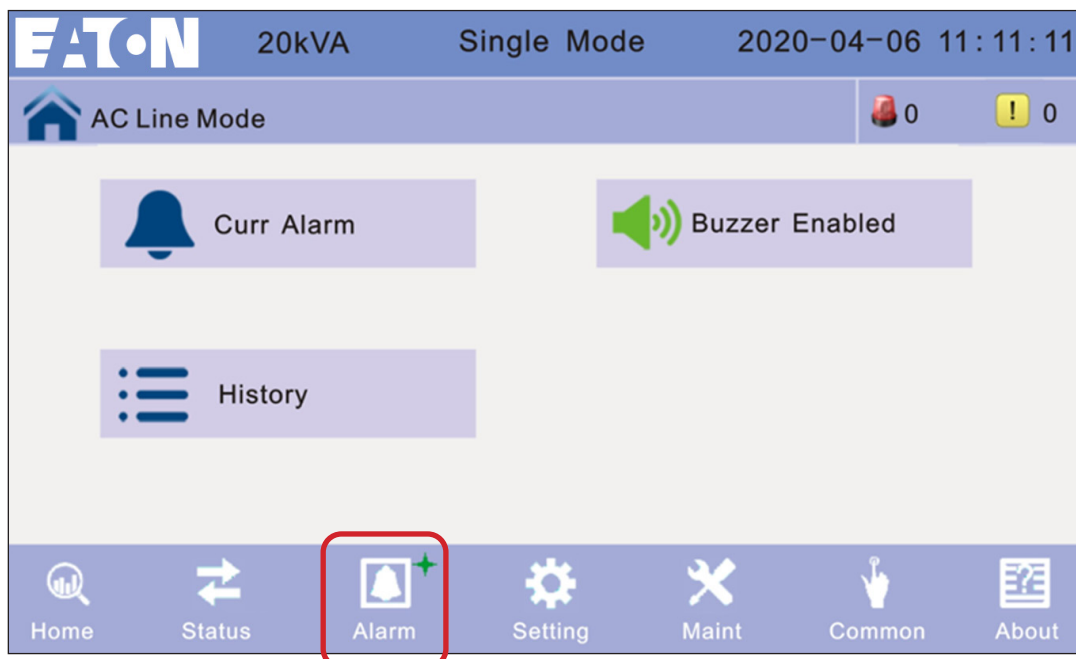 EATON 20kVA Single Mode 2020-04-06 11:11:11
AC Line Mode 0 ! 0
Curr Alarm Buzzer Enabled
History
Home Status Alarm Setting Maint Common About